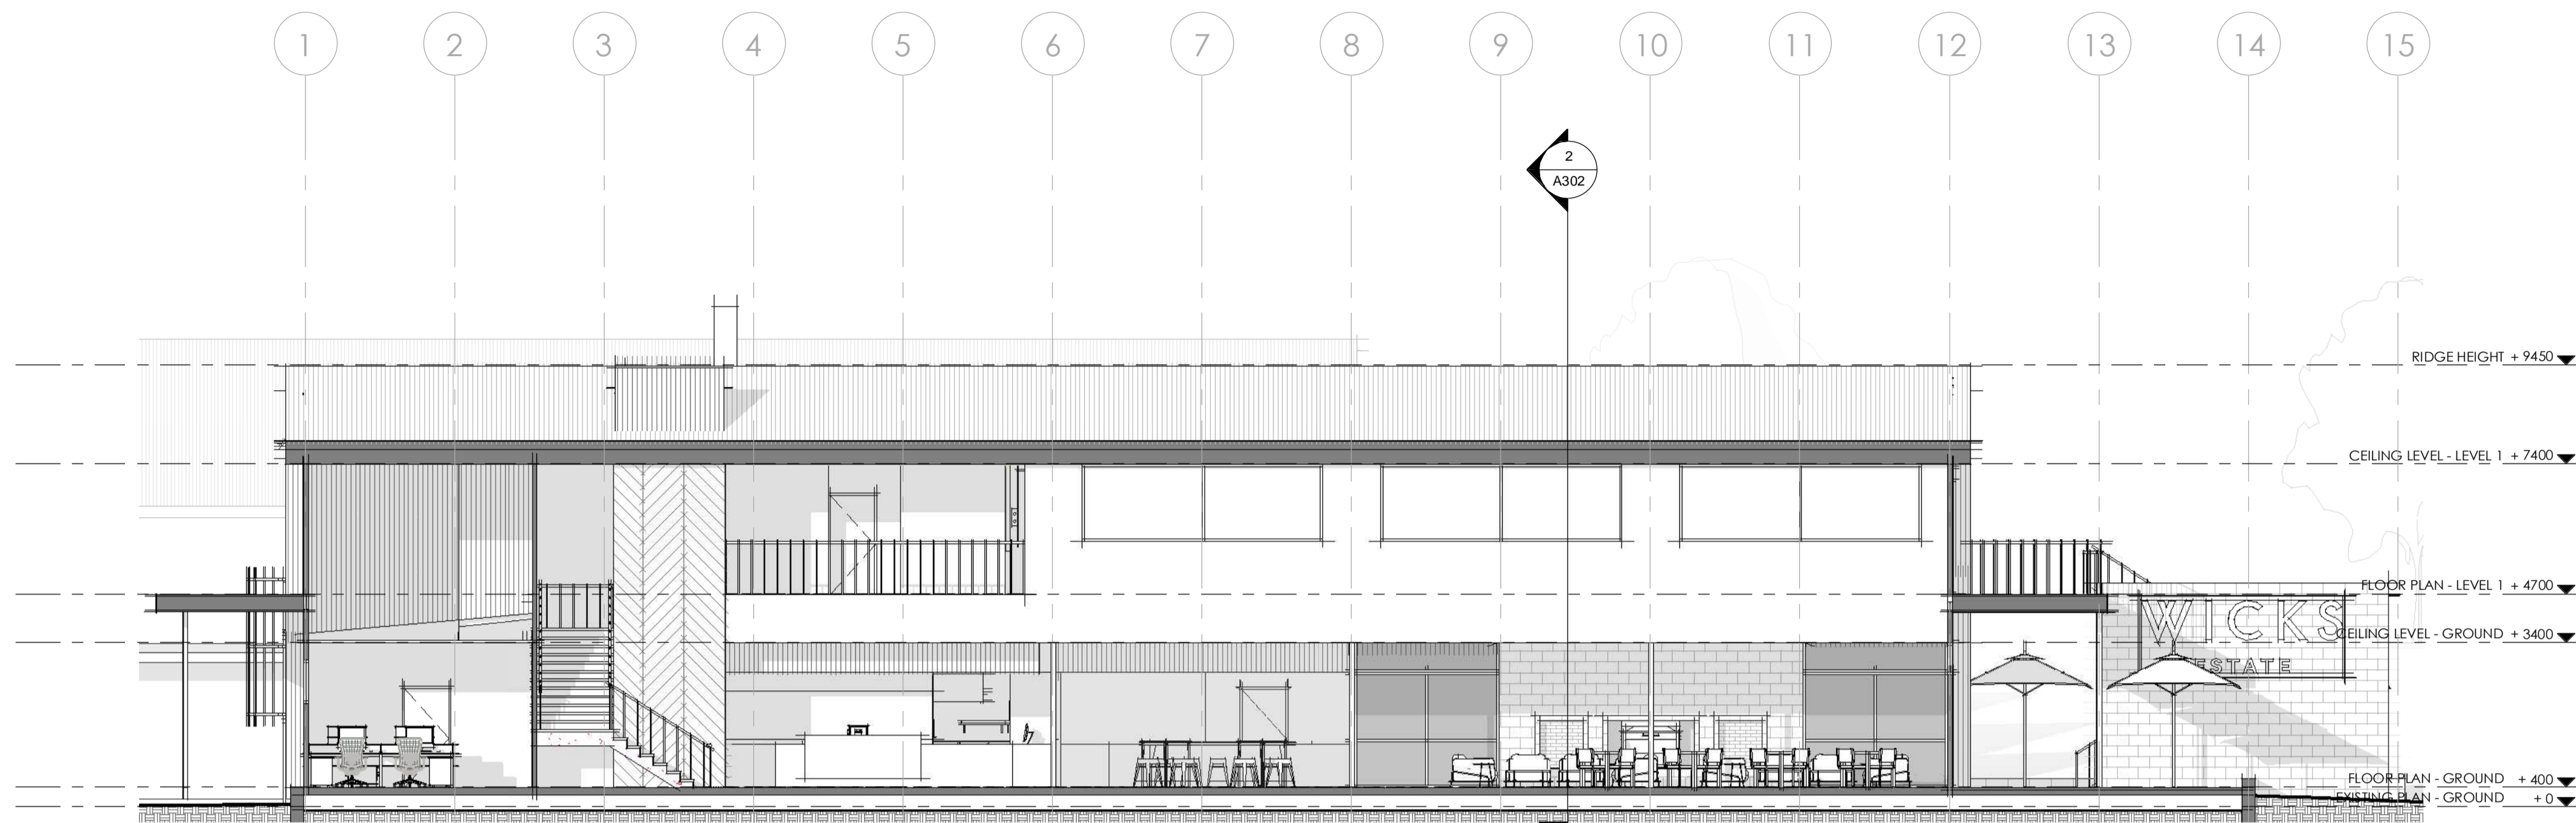 1 2 3 4 5 6 7 8 9 10 11 12 13 14 15
2
A302
RIDGE HEIGHT + 9450
CEILING LEVEL - LEVEL 1 + 7400
FLOOR PLAN - LEVEL 1 + 4700
WICKS
CEILING LEVEL - GROUND + 3400
ESTATE
FLOOR PLAN - GROUND + 400
EXISTING PLAN - GROUND + 0